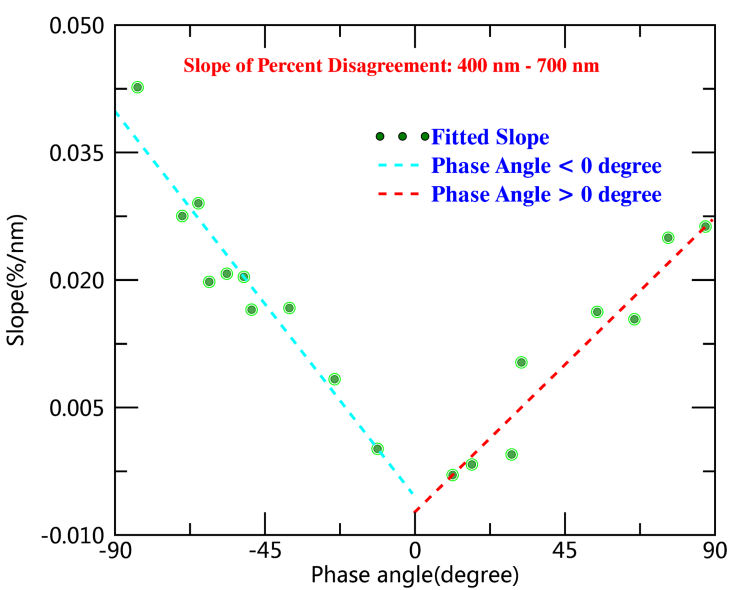 0.050
Slope of Percent Disagreement: 400 nm - 700 nm
Fitted Slope
Phase Angle < 0 degree
Phase Angle > 0 degree
0.035
Slope(%/nm)
0.020
0.005
-0.010
-90 -45 0 45 90
Phase angle(degree)